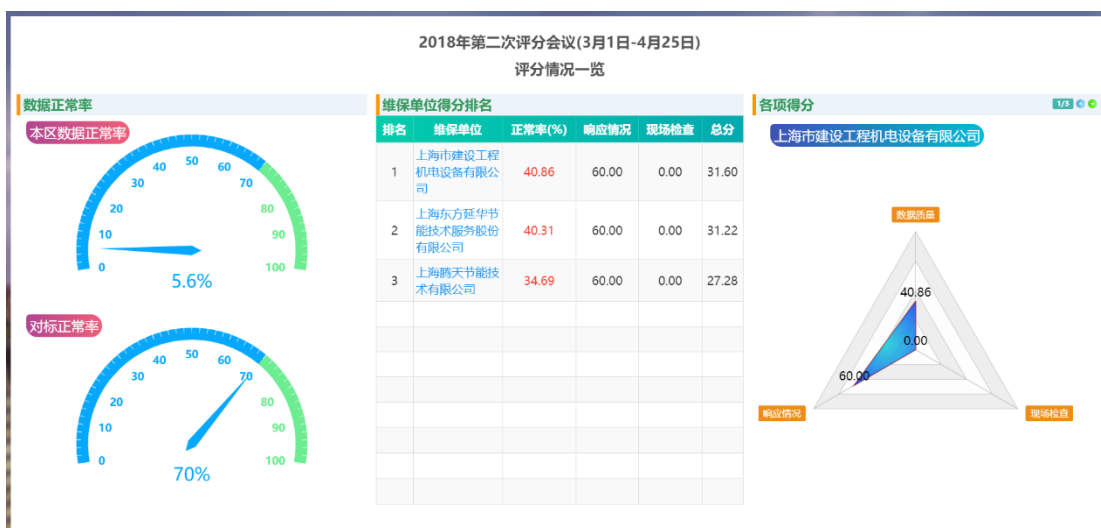 2018年第二次评分会议(3月1日-4月25日)
评分情况一览
数据正常率
本区数据正常率
0
10
20
30
40
50
60
70
80
90
100
5.6%
对标正常率
0
10
20
30
40
50
60
70
80
90
100
70%
维保单位得分排名
排名 维保单位 正常率(%) 响应情况 现场检查 总分
1 上海市建设工程 40.86 60.00 0.00 31.60
机电设备有限公
司
2 上海东方延华节 40.31 60.00 0.00 31.22
能技术服务股份
有限公司
3 上海腾天节能技 34.69 60.00 0.00 27.28
术有限公司
各项得分 1/3
上海市建设工程机电设备有限公司
数据质量
40.86
0.00
60.00
响应情况 现场检查